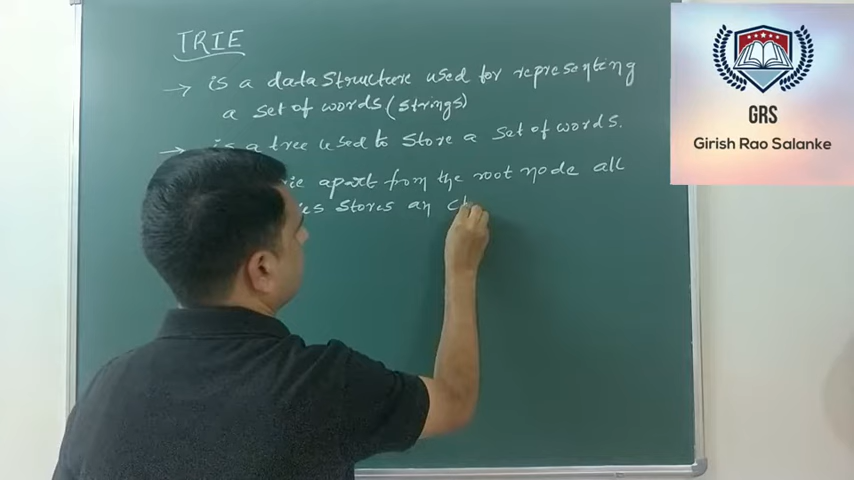 TRIE
→ is a data structure used for representing
a set of words (strings)
→ is a tree used to store a set of words.
apart from the root node all
stores an
GRS
Girish Rao Salanke